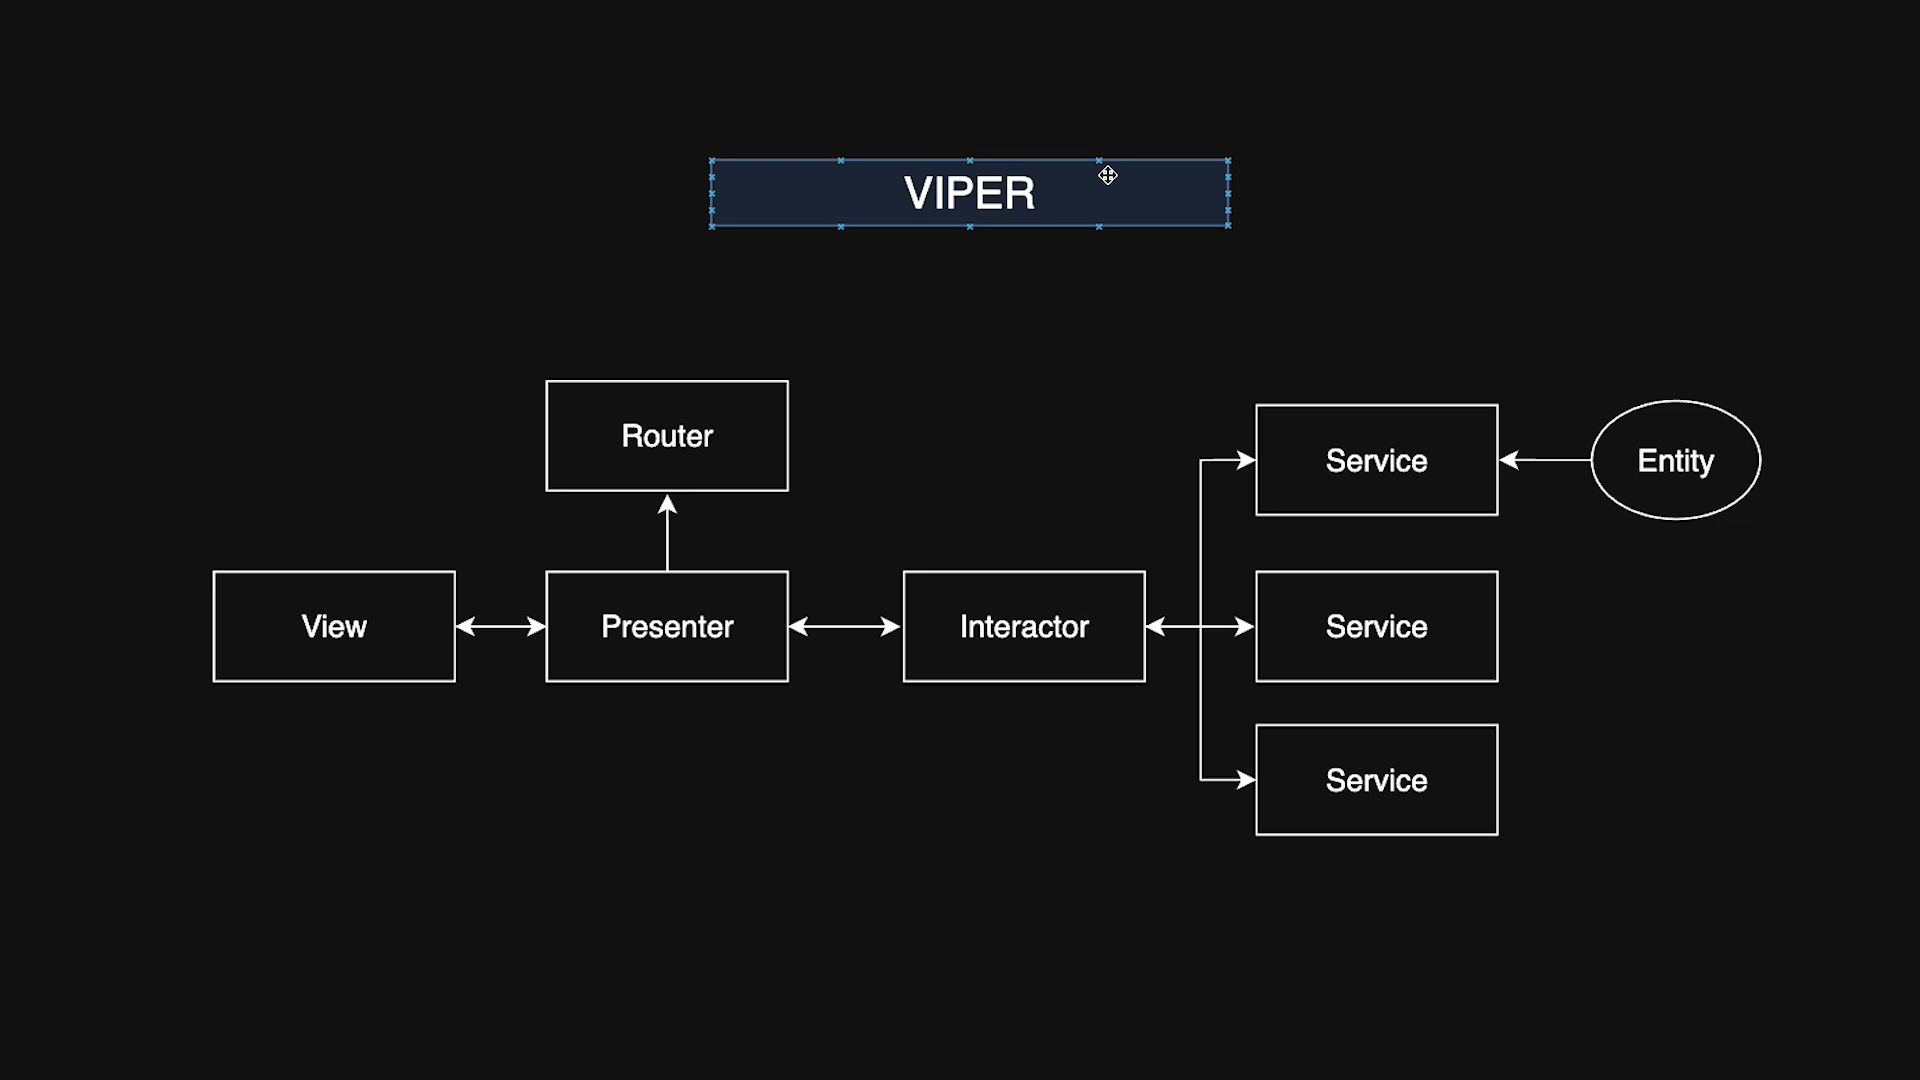 VIPER
Router
Service
Entity
View
Presenter
Interactor
Service
Service